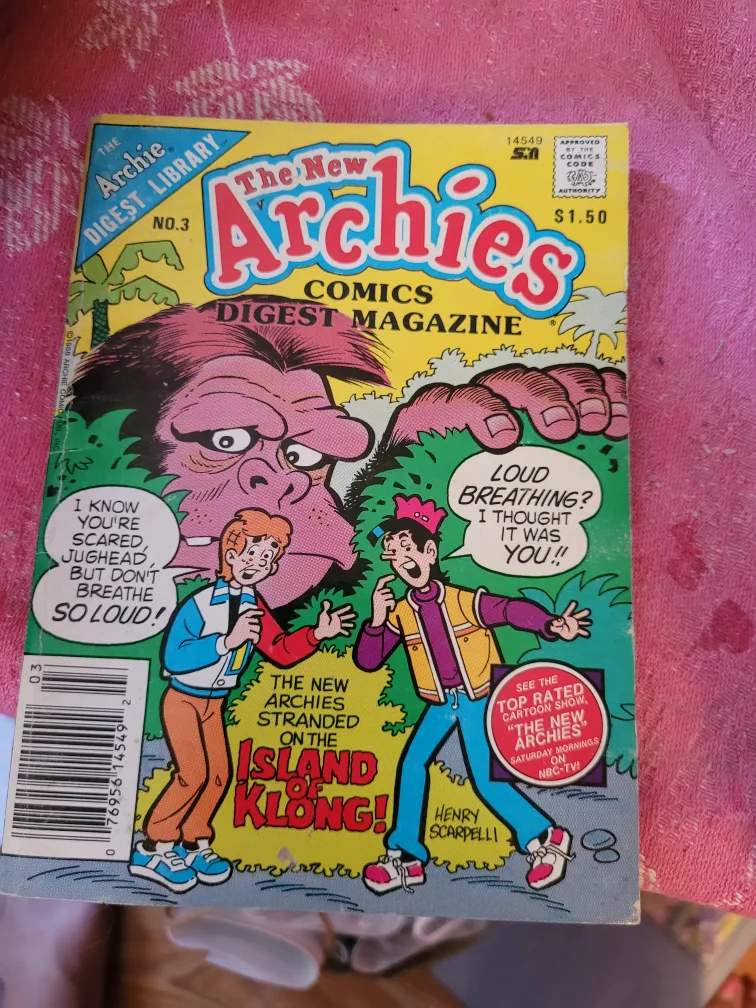 THE
Archie®
DIGEST LIBRARY™
NO.3
14549
APPROVED
BY THE
COMICS
CODE
AUTHORITY
$1.50
The New
Archies
COMICS
DIGEST MAGAZINE®
I KNOW
YOU'RE
SCARED,
JUGHEAD,
BUT DON'T
BREATHE
SO LOUD!
LOUD
BREATHING?
I THOUGHT
IT WAS
YOU!!
THE NEW
ARCHIES
STRANDED
ON THE
ISLAND
OF
KLONG!
SEE THE
TOP RATED
CARTOON SHOW,
"THE NEW
ARCHIES"
SATURDAY MORNINGS
ON
NBC-TV!
HENRY
SCARPELLI
03
0 76956 14549 2